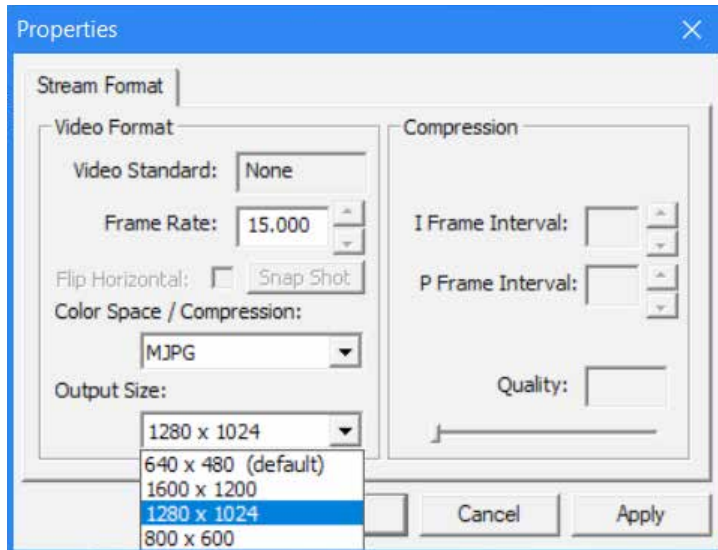 Properties
Stream Format
Video Format
Video Standard: None
Frame Rate: 15.000
Flip Horizontal: Snap Shot
Color Space / Compression:
MJPG
Output Size:
1280 x 1024
640 x 480 (default)
1600 x 1200
1280 x 1024
800 x 600
Compression
I Frame Interval:
P Frame Interval:
Quality:
Cancel
Apply